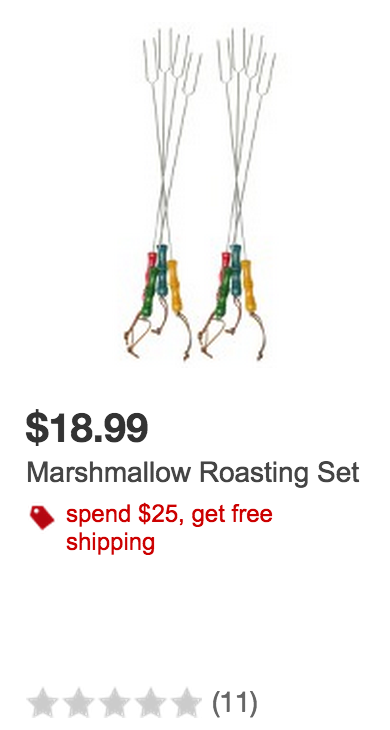 $18.99
Marshmallow Roasting Set
spend $25, get free
shipping
(11)